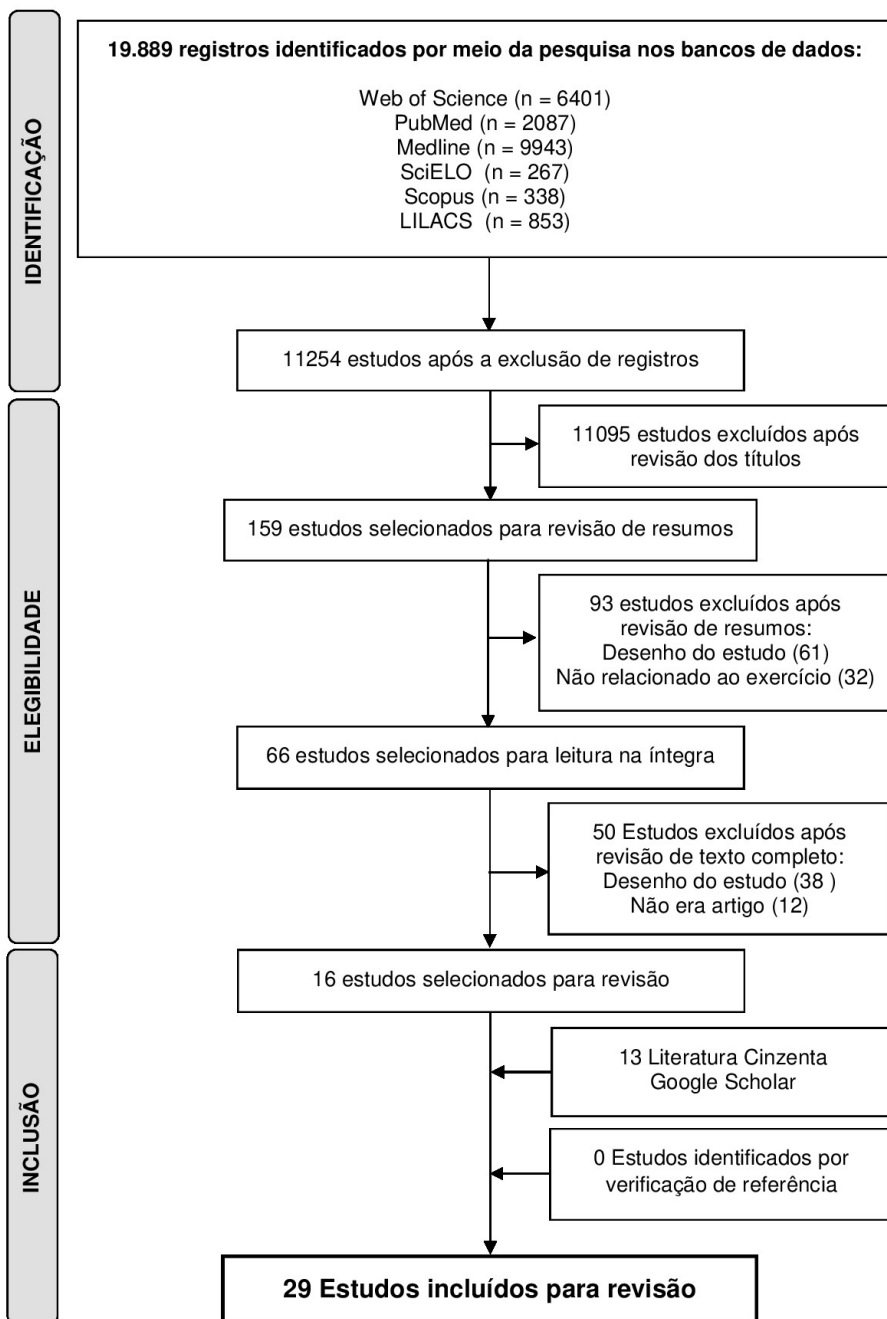 IDENTIFICAÇÃO
19.889 registros identificados por meio da pesquisa nos bancos de dados:
Web of Science (n = 6401)
PubMed (n = 2087)
Medline (n = 9943)
SciELO (n = 267)
Scopus (n = 338)
LILACS (n = 853)
11254 estudos após a exclusão de registros
ELEGIBILIDADE
11095 estudos excluídos após
revisão dos títulos
159 estudos selecionados para revisão de resumos
93 estudos excluídos após
revisão de resumos:
Desenho do estudo (61)
Não relacionado ao exercício (32)
66 estudos selecionados para leitura na íntegra
50 Estudos excluídos após
revisão de texto completo:
Desenho do estudo (38 )
Não era artigo (12)
INCLUSÃO
16 estudos selecionados para revisão
13 Literatura Cinzenta
Google Scholar
0 Estudos identificados por
verificação de referência
29 Estudos incluídos para revisão